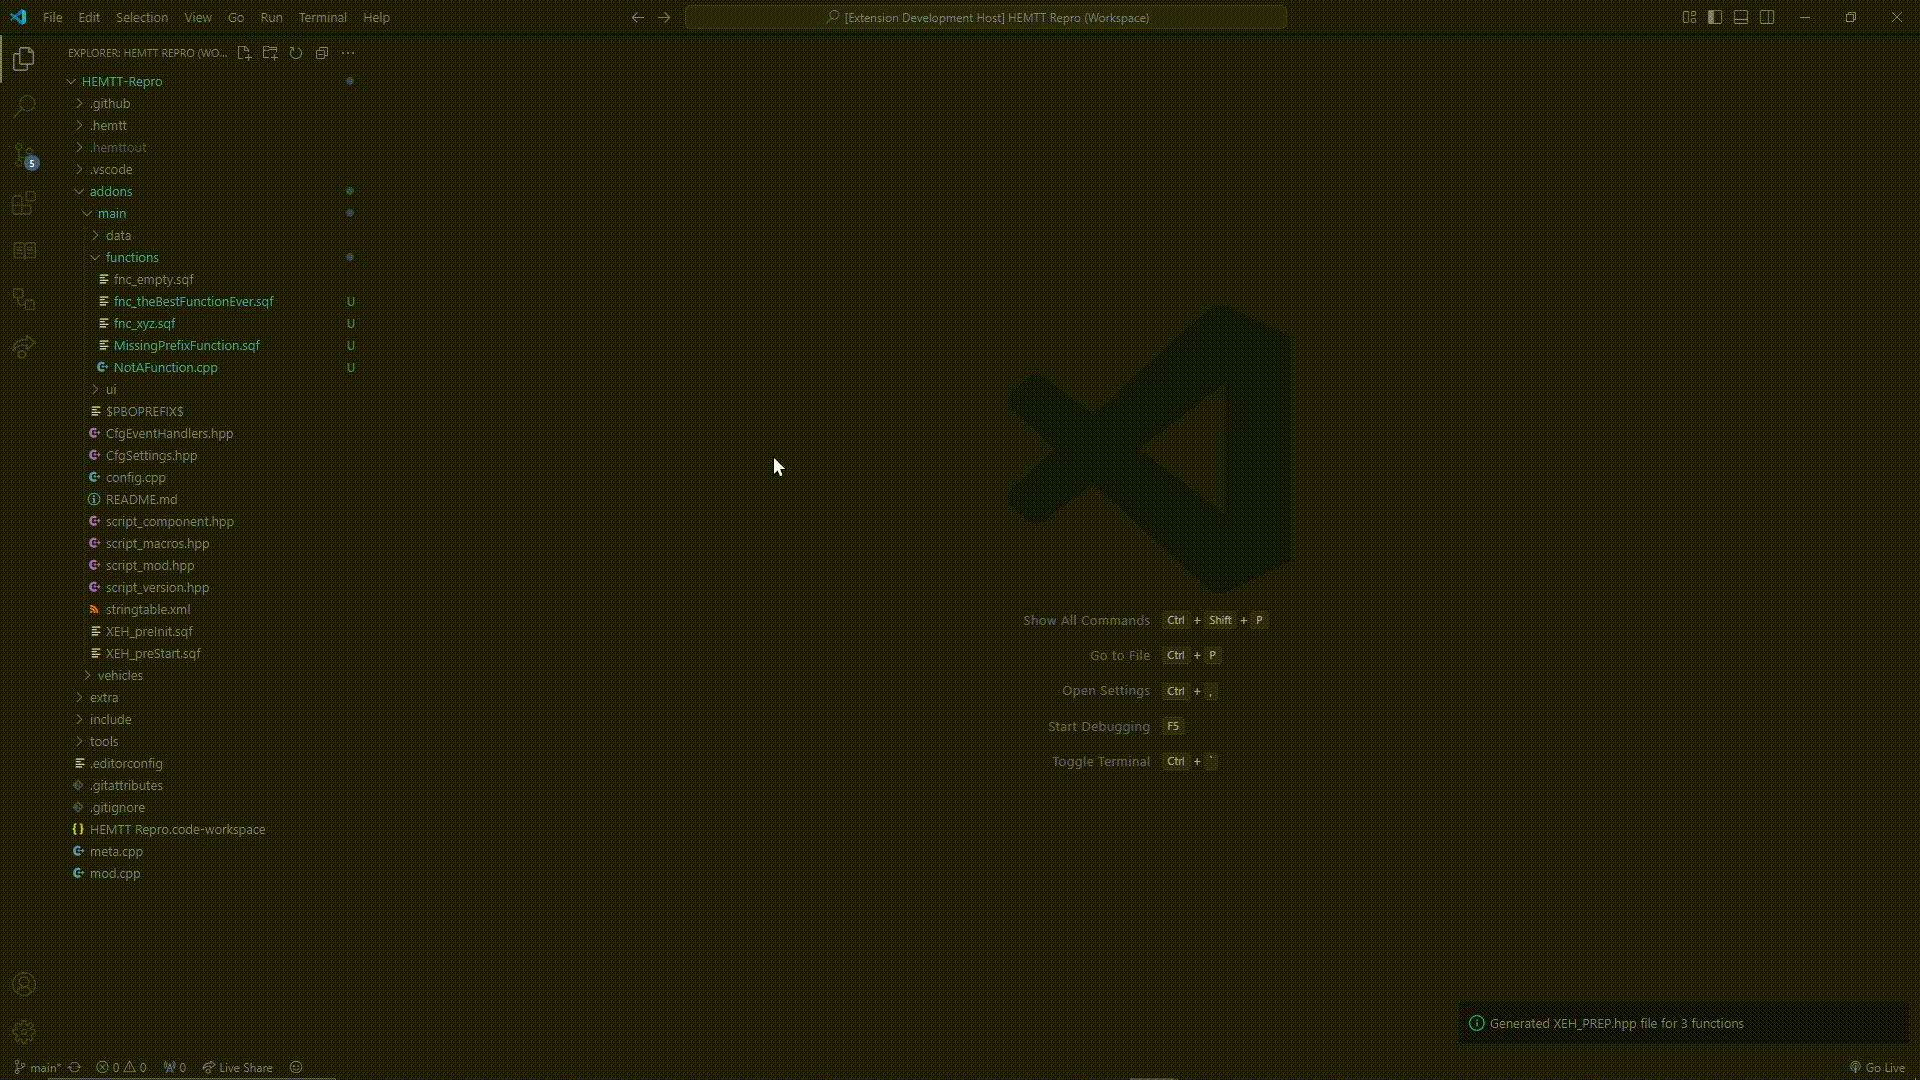 File Edit Selection View Go Run Terminal Help
[Extension Development Host] HEMTT Repro (Workspace)
EXPLORER: HEMTT REPRO (WO...
HEMTT-Repro
.github
.hemtt
.hemttout
5
.vscode
addons
main
data
functions
fnc_empty.sqf
fnc_theBestFunctionEver.sqf U
fnc_xyz.sqf U
MissingPrefixFunction.sqf U
NotAFunction.cpp U
ui
$PBOPREFIX$
CfgEventHandlers.hpp
CfgSettings.hpp
config.cpp
README.md
script_component.hpp
script_macros.hpp
script_mod.hpp
script_version.hpp
stringtable.xml
XEH_preInit.sqf
XEH_preStart.sqf
vehicles
extra
include
tools
.editorconfig
.gitattributes
.gitignore
HEMTT Repro.code-workspace
meta.cpp
mod.cpp
Show All Commands Ctrl + Shift + P
Go to File Ctrl + P
Open Settings Ctrl + ,
Start Debugging F5
Toggle Terminal Ctrl + `
Generated XEH_PREP.hpp file for 3 functions
main* 0 0 0 Live Share Go Live